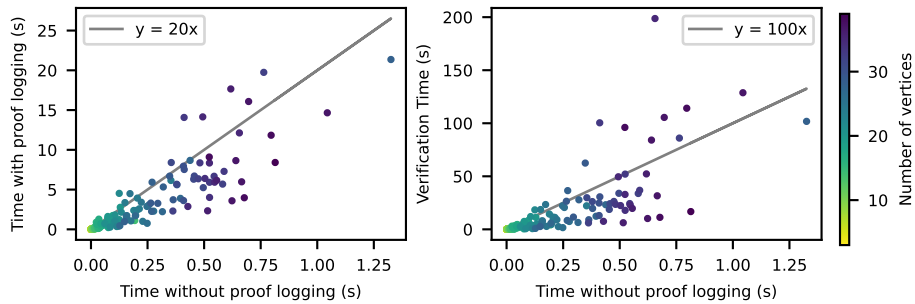 Time with proof logging (s)
25
20
15
10
5
0
y = 20x
0.00 0.25 0.50 0.75 1.00 1.25
Time without proof logging (s)
Verification Time (s)
200
150
100
50
0
y = 100x
0.00 0.25 0.50 0.75 1.00 1.25
Time without proof logging (s)
30
20
10
Number of vertices